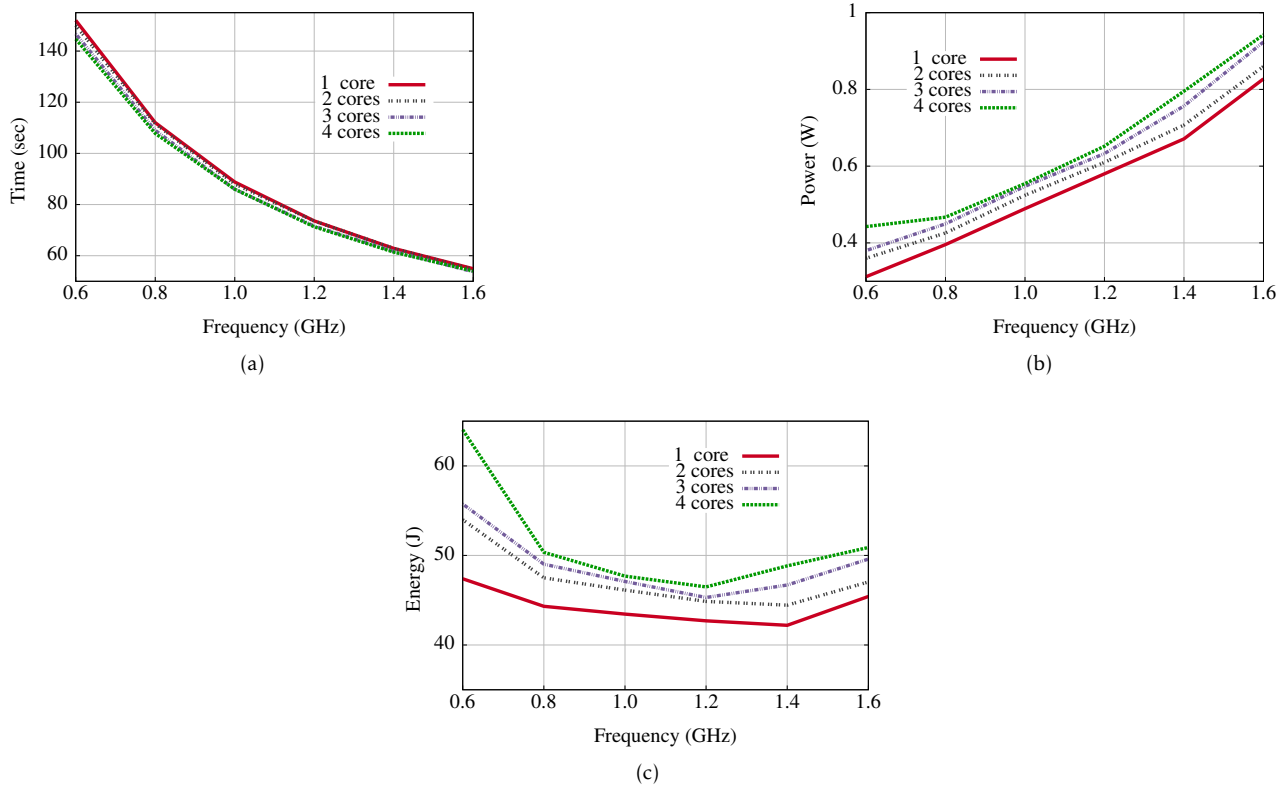 140
120
100
80
60
Time (sec)
1 core
2 cores
3 cores
4 cores
0.6 0.8 1.0 1.2 1.4 1.6
Frequency (GHz)
(a)
1
0.8
0.6
0.4
Power (W)
1 core
2 cores
3 cores
4 cores
0.6 0.8 1.0 1.2 1.4 1.6
Frequency (GHz)
(b)
60
50
40
Energy (J)
1 core
2 cores
3 cores
4 cores
0.6 0.8 1.0 1.2 1.4 1.6
Frequency (GHz)
(c)